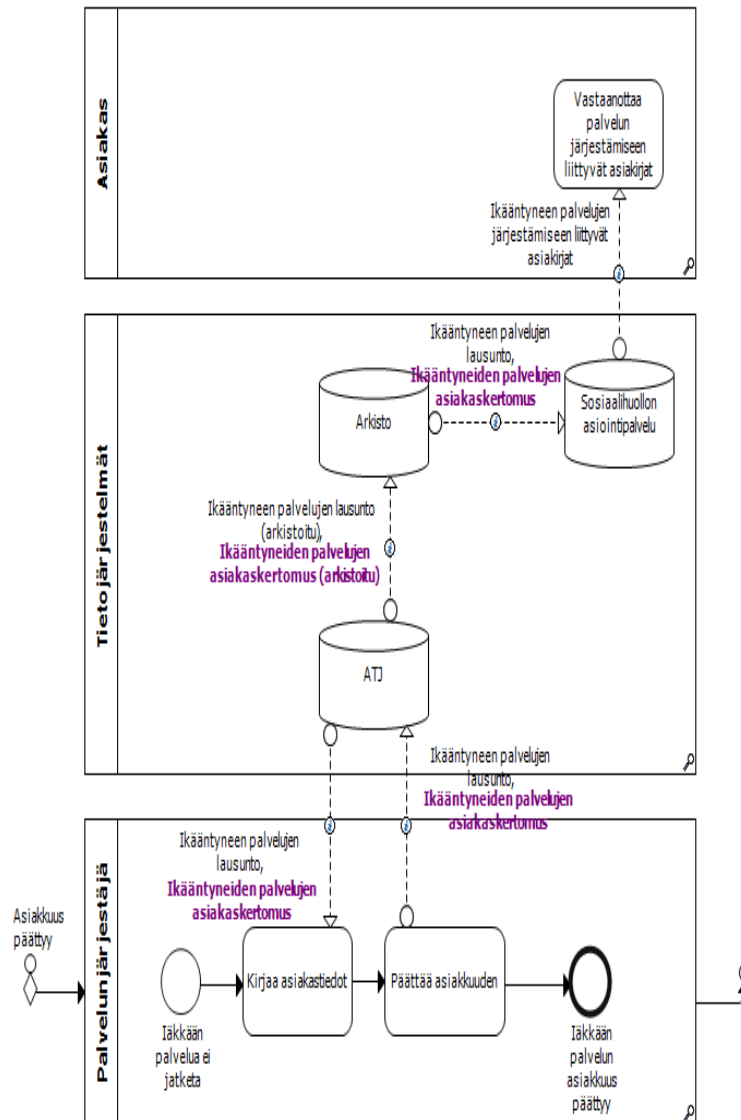 Asiakas
Vastaanottaa
palvelun
järjestämiseen
liittyvät asiakirjat
Ikääntyneen palvelujen
järjestämiseen liittyvät
asiakirjat
Tietojärjestelmät
Ikääntyneen palvelujen
lausunto,
Ikääntyneiden palvelujen
asiakaskertomus
Arkisto
Sosiaalihuollon
asiointipalvelu
Ikääntyneen palvelujen lausunto
(arkistoitu),
Ikääntyneiden palvelujen
asiakaskertomus (arkistoitu)
ATJ
Ikääntyneen palvelujen
lausunto,
Ikääntyneiden palvelujen
asiakaskertomus
Palvelunjärjestäjä
Ikääntyneen palvelujen
lausunto,
Ikääntyneiden palvelujen
asiakaskertomus
Asiakkuus
päättyy
Kirjaa asiakastiedot
Päättää asiakkuuden
Iäkkään
palvelua ei
jatketa
Iäkkään
palvelun
asiakkuus
päättyy